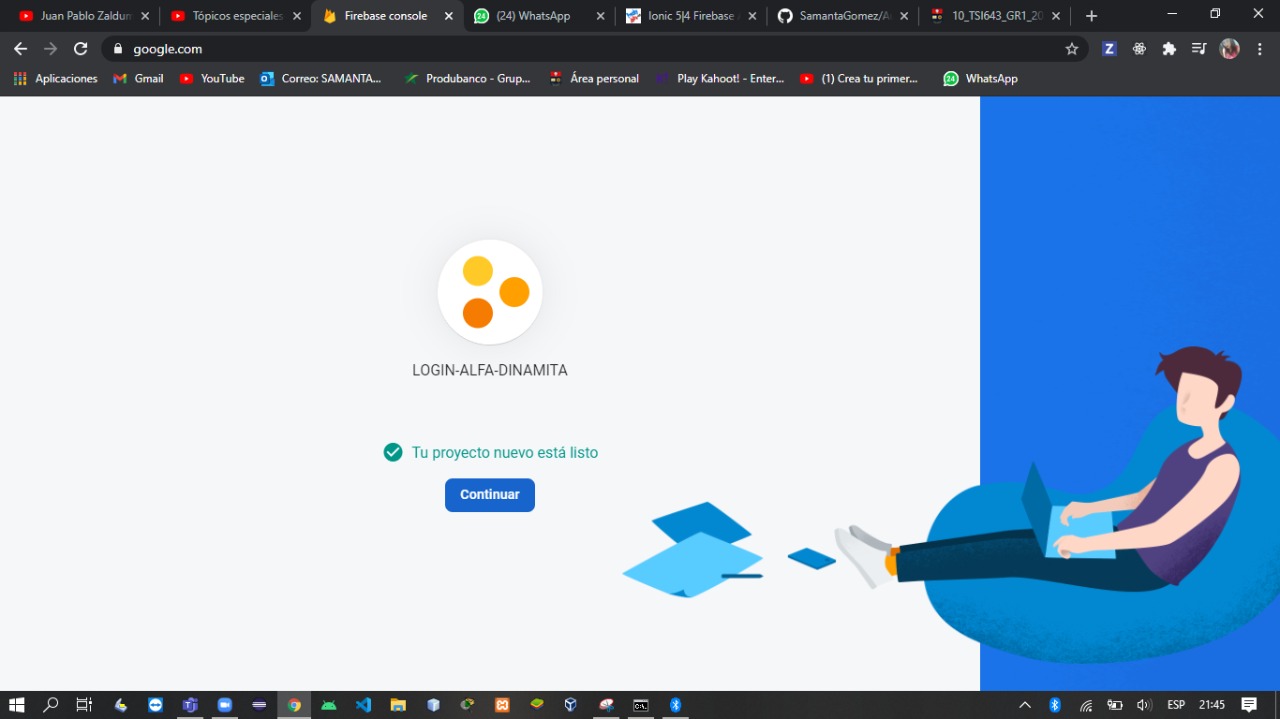 Juan Pablo Zaldum
Tópicos especiales
Firebase console
(24) WhatsApp
Ionic 5|4 Firebase
SamantaGomez/A
10_TSI643_GR1_20
google.com
Aplicaciones
Gmail
YouTube
Correo: SAMANTA...
Produbanco - Grup...
Área personal
Play Kahoot! - Enter...
(1) Crea tu primer...
WhatsApp
LOGIN-ALFA-DINAMITA
Tu proyecto nuevo está listo
Continuar
ESP
21:45